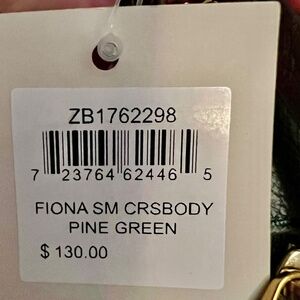 ZB1762298
7 23764 62446 5
FIONA SM CRSBODY
PINE GREEN
$ 130.00